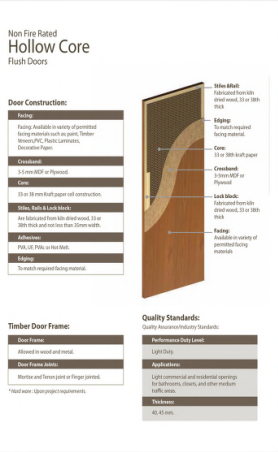 Non Fire Rated
Hollow Core
Flush Doors
Door Construction:
Facing:
Facing: Available in variety of permitted
facing materials such as; paint, Timber
Veneers,PVC, Plastic Laminates,
Decorative Paper.
Crossband:
3-5 mm MDF or Plywood.
Core:
33 or 38 mm Kraft paper cell construction.
Stiles, Rails & Lock block:
Are fabricated from kiln dried wood, 33 or
38th thick and not less than 30mm width.
Adhesives:
PVA, UF, PVAc or Hot Melt.
Edging:
To match required facing material.
Stiles &Rail:
Fabricated from kiln
dried wood, 33 or 38th
thick
Edging:
To match required
facing material.
Core:
33 or 38th kraft paper
Crossband:
3-5mm MDF or
Plywood
Lock block:
Fabricated from kiln
dried wood, 33 or 38th
thick
Facing:
Available in variety of
permitted facing
materials
Timber Door Frame:
Door Frame:
Allowed in wood and metal.
Door Frame Joints:
Mortise and Tenon joint or Finger jointed.
* Hard ware : Upon project requirements.
Quality Standards:
Quality Assurance/Industry Standards:
Performance Duty Level:
Light Duty.
Applications:
Light commercial and residential openings
for bathrooms, closets, and other medium
traffic areas.
Thickness:
40, 45 mm.